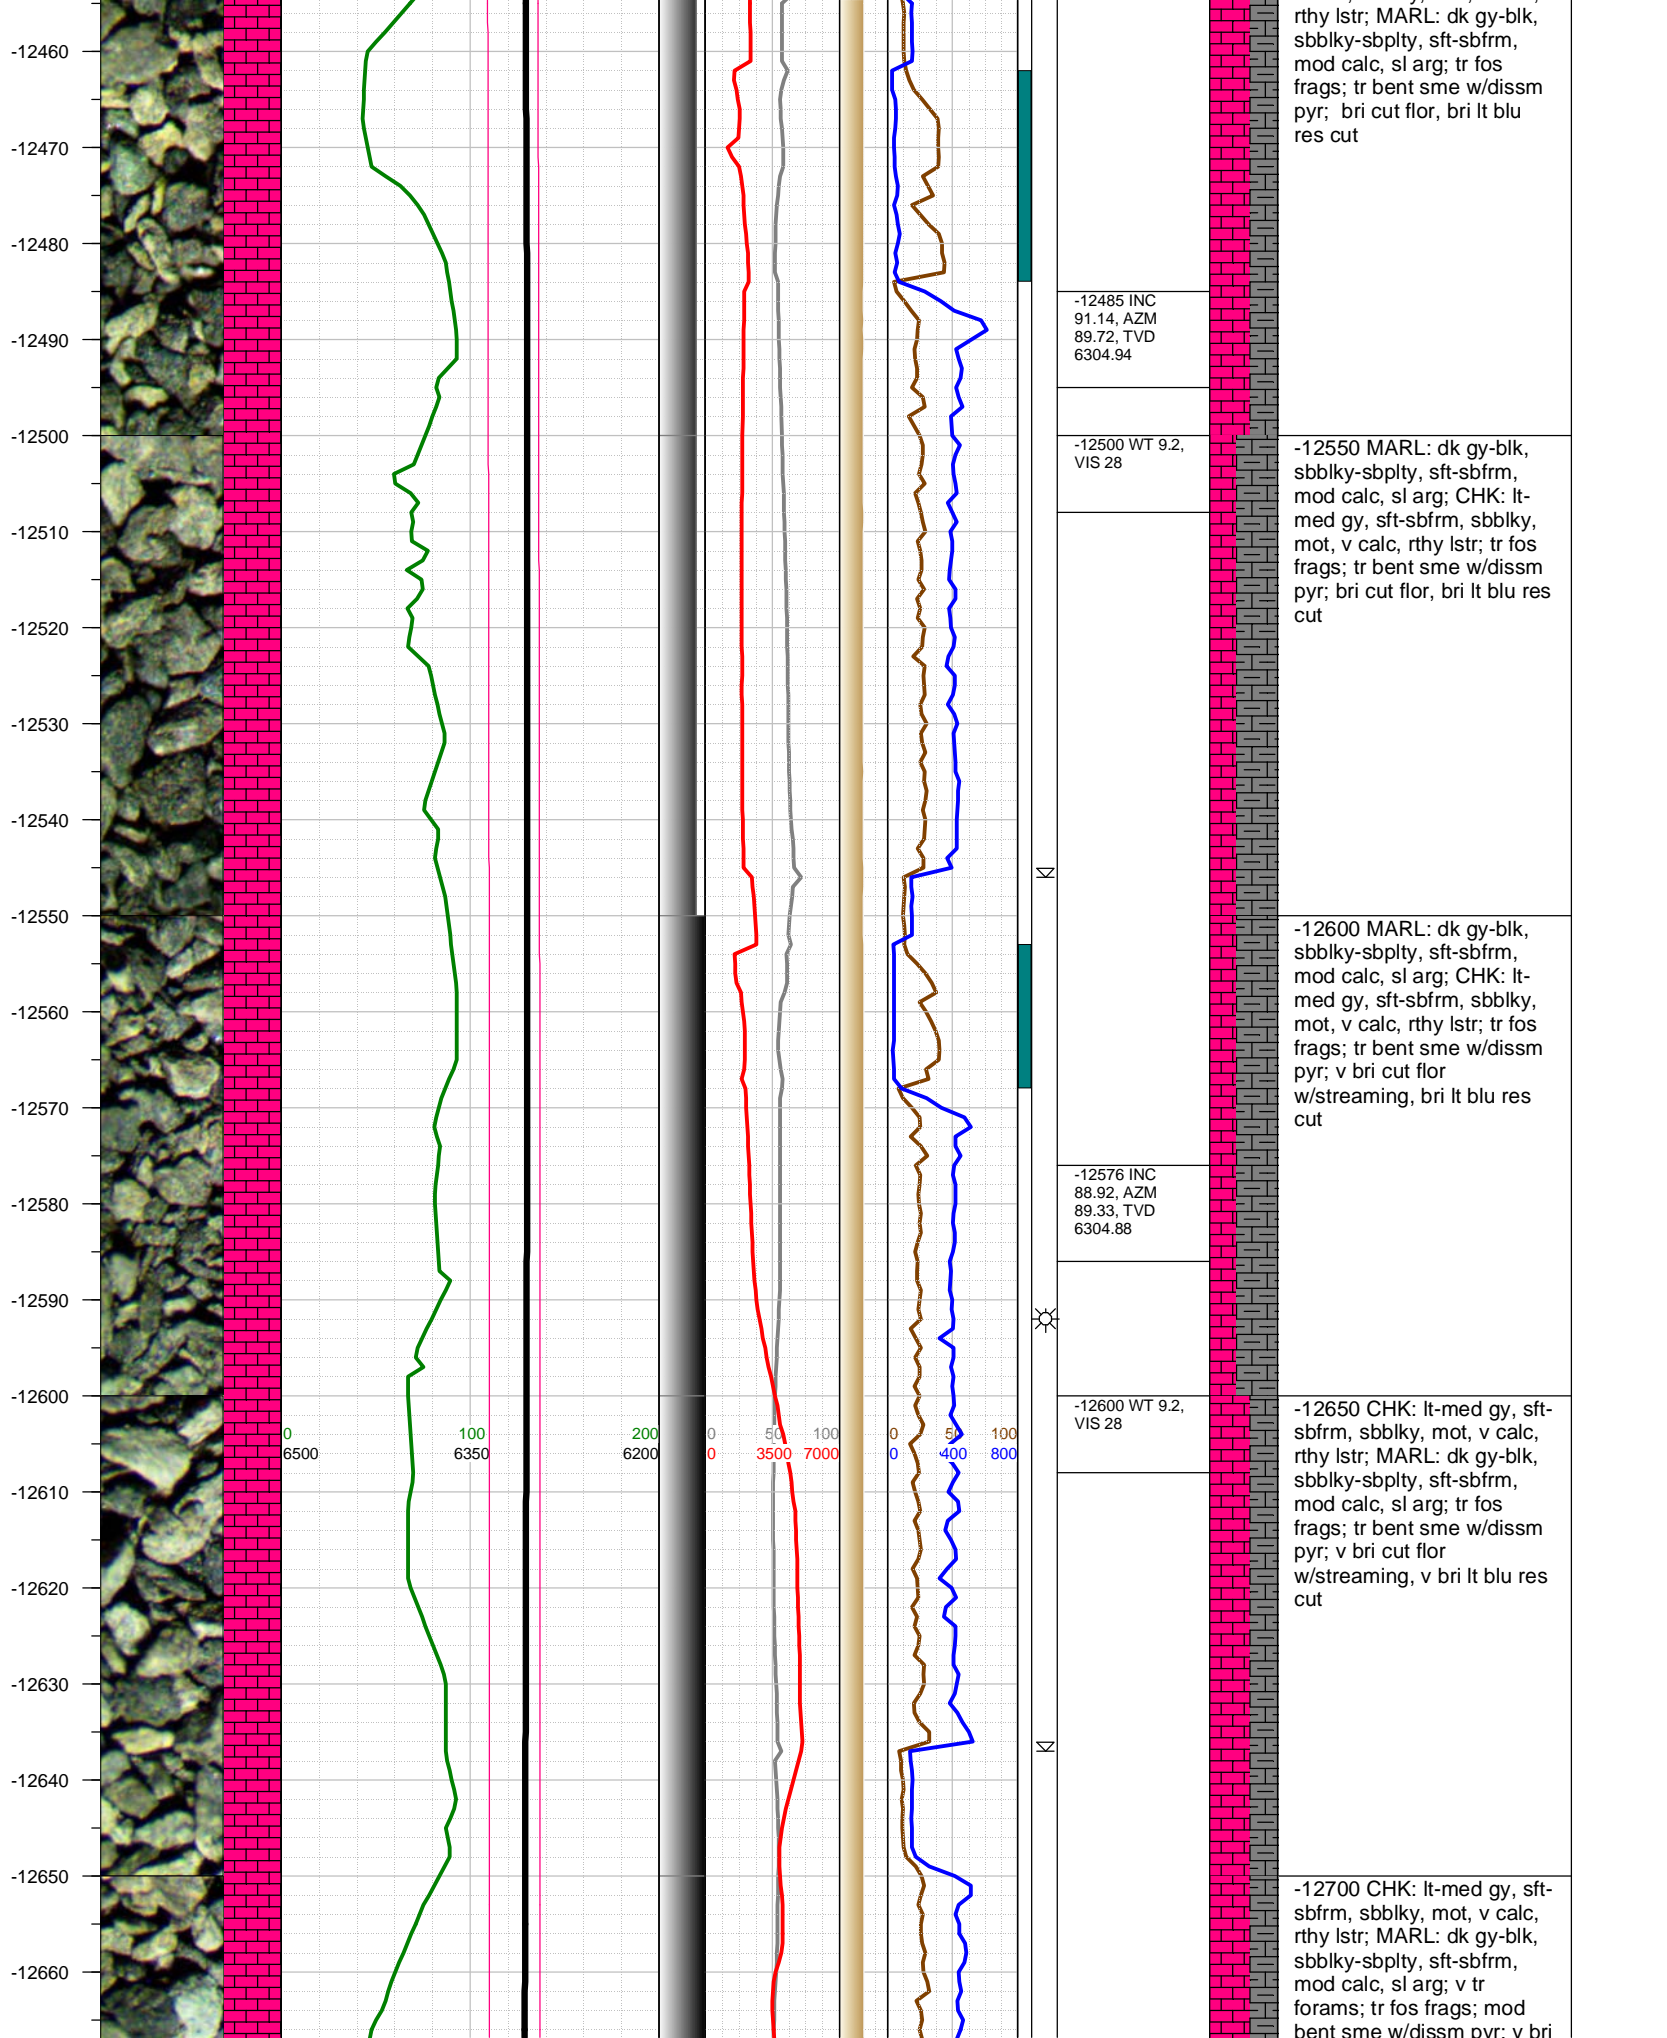 rthy lstr; MARL: dk gy-blk,
sbblky-sbplty, sft-sbfrm,
mod calc, sl arg; tr fos
frags; tr bent sme w/dissm
pyr;  bri cut flor, bri lt blu
res cut
-12460
-12470
-12480
-12485 INC
91.14, AZM
89.72, TVD
6304.94
-12490
-12500
-12500 WT 9.2,
VIS 28
-12550 MARL: dk gy-blk,
sbblky-sbplty, sft-sbfrm,
mod calc, sl arg; CHK: lt-
med gy, sft-sbfrm, sbblky,
mot, v calc, rthy lstr; tr fos
frags; tr bent sme w/dissm
pyr; bri cut flor, bri lt blu res
cut
-12510
-12520
-12530
-12540
-12550
-12600 MARL: dk gy-blk,
sbblky-sbplty, sft-sbfrm,
mod calc, sl arg; CHK: lt-
med gy, sft-sbfrm, sbblky,
mot, v calc, rthy lstr; tr fos
frags; tr bent sme w/dissm
pyr; v bri cut flor
w/streaming, bri lt blu res
cut
-12560
-12570
-12576 INC
88.92, AZM
89.33, TVD
6304.88
-12580
-12590
-12600
-12600 WT 9.2,
VIS 28
0 100 200 0 50 100 0 50 100
6500 6350 6200 0 3500 7000 0 400 800
-12650 CHK: lt-med gy, sft-
sbfrm, sbblky, mot, v calc,
rthy lstr; MARL: dk gy-blk,
sbblky-sbplty, sft-sbfrm,
mod calc, sl arg; tr fos
frags; tr bent sme w/dissm
pyr; v bri cut flor
w/streaming, v bri lt blu res
cut
-12610
-12620
-12630
-12640
-12650
-12700 CHK: lt-med gy, sft-
sbfrm, sbblky, mot, v calc,
rthy lstr; MARL: dk gy-blk,
sbblky-sbplty, sft-sbfrm,
mod calc, sl arg; v tr
forams; tr fos frags; mod
bent sme w/dissm pyr; v bri
-12660